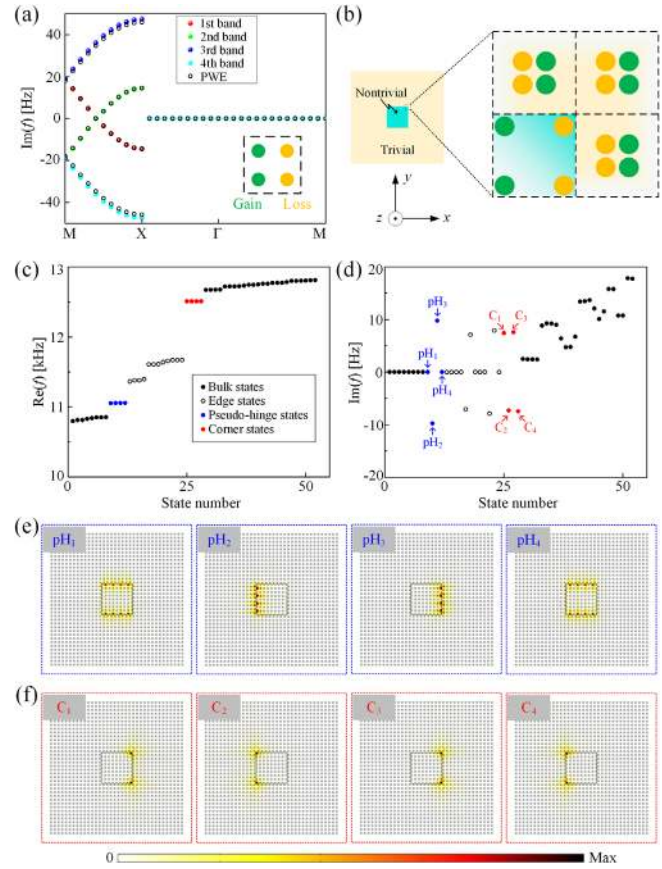 (a)
40
20
0
-20
-40
Im(f) [Hz]
1st band
2nd band
3rd band
4th band
PWE
Gain
Loss
M
X
Γ
M
(b)
Nontrivial
Trivial
y
z
x
(c)
13
12
11
10
Re(f) [kHz]
Bulk states
Edge states
Pseudo-hinge states
Corner states
0
25
50
State number
(d)
20
10
0
-10
-20
Im(f) [Hz]
pH₃
C₁
C₃
pH₁
pH₄
pH₂
C₂
C₄
0
25
50
State number
(e)
pH₁
pH₂
pH₃
pH₄
(f)
C₁
C₂
C₃
C₄
0
Max